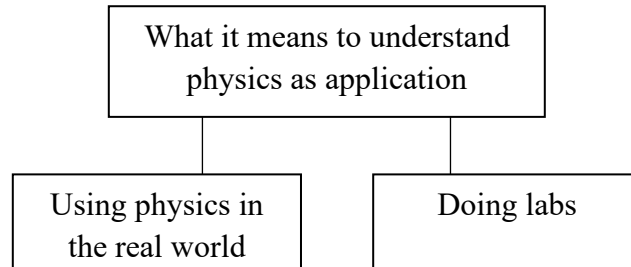 What it means to understand
physics as application
Using physics in
the real world
Doing labs